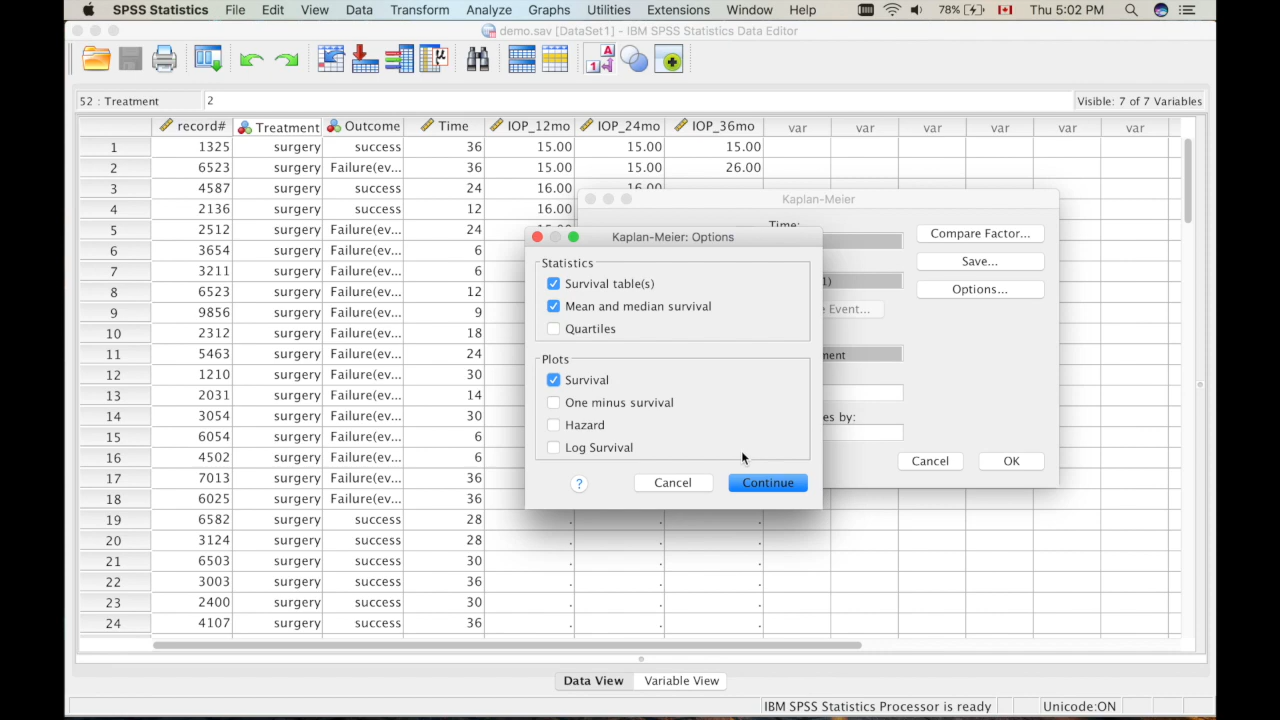 SPSS Statistics File Edit View Data Transform Analyze Graphs Utilities Extensions Window Help 78% Thu 5:02 PM
demo.sav [DataSet1] - IBM SPSS Statistics Data Editor
52 : Treatment 2 Visible: 7 of 7 Variables
record# Treatment Outcome Time IOP_12mo IOP_24mo IOP_36mo var var var var var var
1 1325 surgery success 36 15.00 15.00 15.00
2 6523 surgery Failure(ev... 36 15.00 15.00 26.00
3 4587 surgery success 24 16.00 16.00
4 2136 surgery success 12 16.00
5 2512 surgery Failure(ev... 24
6 3654 surgery Failure(ev... 6
7 3211 surgery Failure(ev... 6
8 6523 surgery Failure(ev... 12
9 9856 surgery Failure(ev... 9
10 2312 surgery Failure(ev... 18
11 5463 surgery Failure(ev... 24
12 1210 surgery Failure(ev... 30
13 2031 surgery Failure(ev... 14
14 3054 surgery Failure(ev... 30
15 6054 surgery Failure(ev... 6
16 4502 surgery Failure(ev... 6
17 7013 surgery Failure(ev... 36
18 6025 surgery Failure(ev... 36
19 6582 surgery success 28 . . .
20 3124 surgery success 28 . . .
21 6503 surgery success 30 . . .
22 3003 surgery success 36 . . .
23 2400 surgery success 30 . . .
24 4107 surgery success 36 . . .
Kaplan-Meier
Time:
Compare Factor...
Save...
1)
Options...
e Event...
ment
es by:
Cancel OK
Kaplan-Meier: Options
Statistics
Survival table(s)
Mean and median survival
Quartiles
Plots
Survival
One minus survival
Hazard
Log Survival
? Cancel Continue
Data View Variable View
IBM SPSS Statistics Processor is ready Unicode:ON